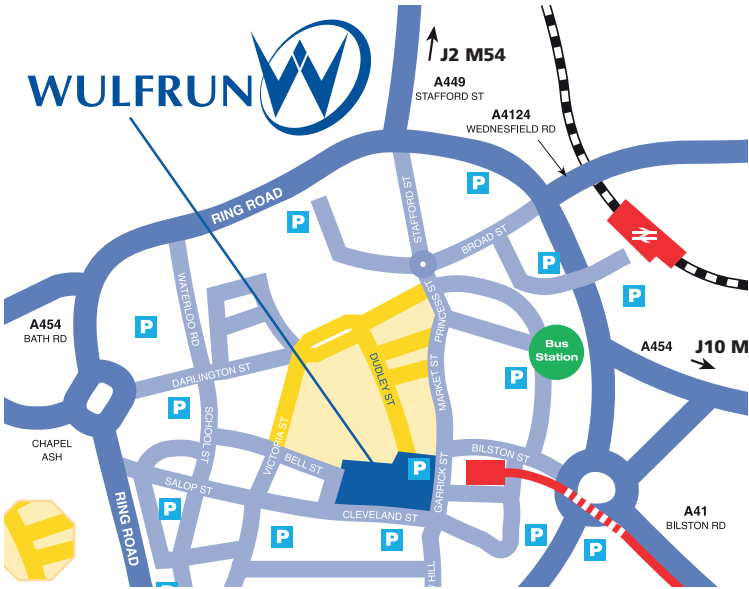 J2 M54
A449
STAFFORD ST
WULFRUN
W
A4124
WEDNESFIELD RD
P
RING ROAD
P
STAFFORD ST
BROAD ST
P
P
WATERLOO RD
PRINCESS ST
A454
BATH RD
P
Bus
Station
A454
J10 M
DARLINGTON ST
DUDLEY ST
MARKET ST
P
P
SCHOOL ST
VICTORIA ST
CHAPEL
ASH
BELL ST
P
BILSTON ST
SALOP ST
GARRICK ST
RING ROAD
P
CLEVELAND ST
A41
BILSTON RD
P
P
P
P
HILL
P